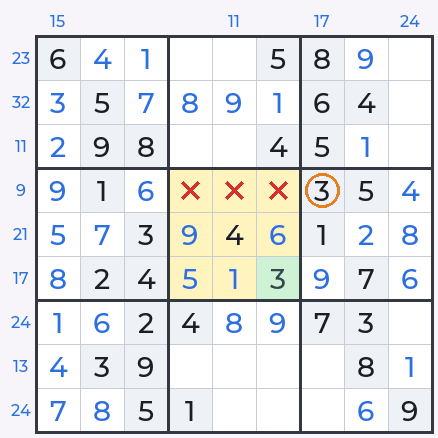 15 11 17 24
23 6 4 1 5 8 9
32 3 5 7 8 9 1 6 4
11 2 9 8 4 5 1
9 9 1 6 × × × 3 5 4
21 5 7 3 9 4 6 1 2 8
17 8 2 4 5 1 3 9 7 6
24 1 6 2 4 8 9 7 3
13 4 3 9 8 1
24 7 8 5 1 6 9